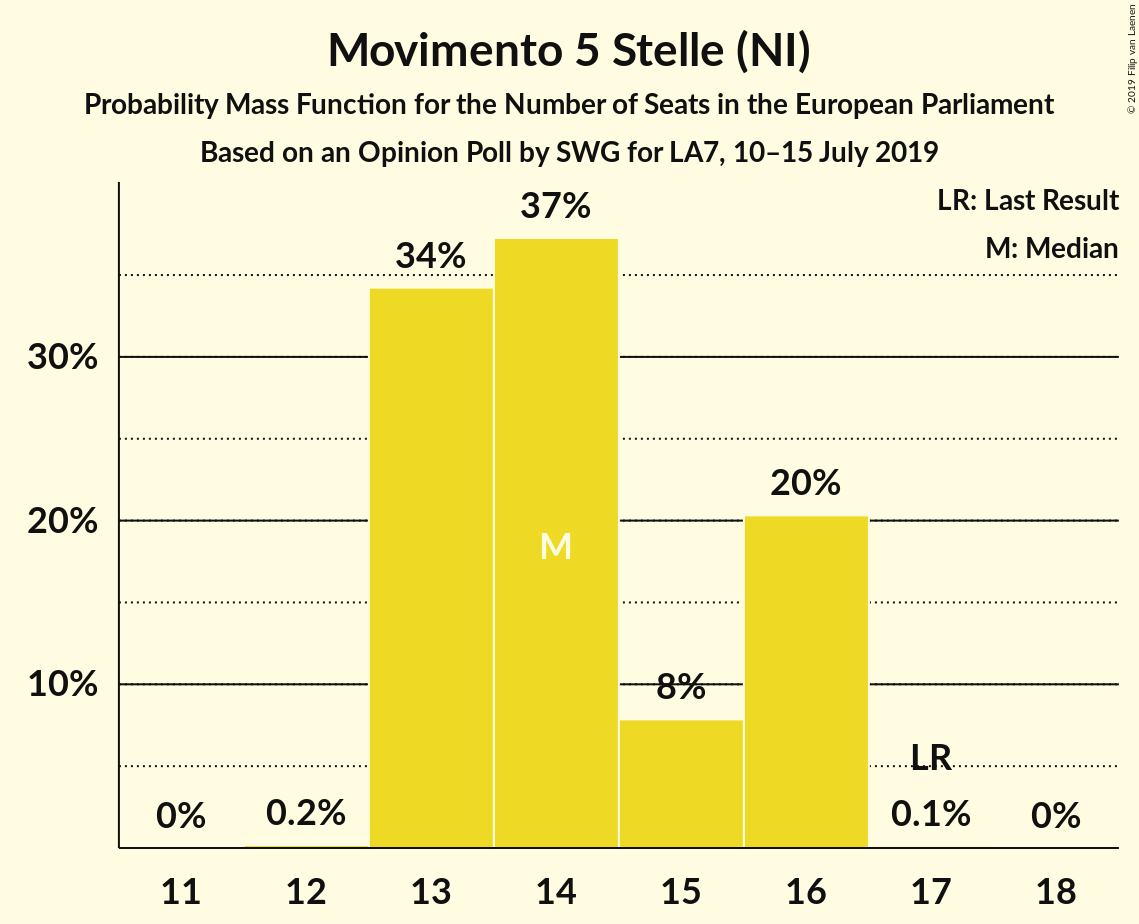 Movimento 5 Stelle (NI)
Probability Mass Function for the Number of Seats in the European Parliament
Based on an Opinion Poll by SWG for LA7, 10–15 July 2019
© 2019 Filip van Laenen
LR: Last Result
M: Median
37%
34%
30%
20%
M
20%
10%
8%
LR
0%
0.2%
0.1%
0%
11 12 13 14 15 16 17 18